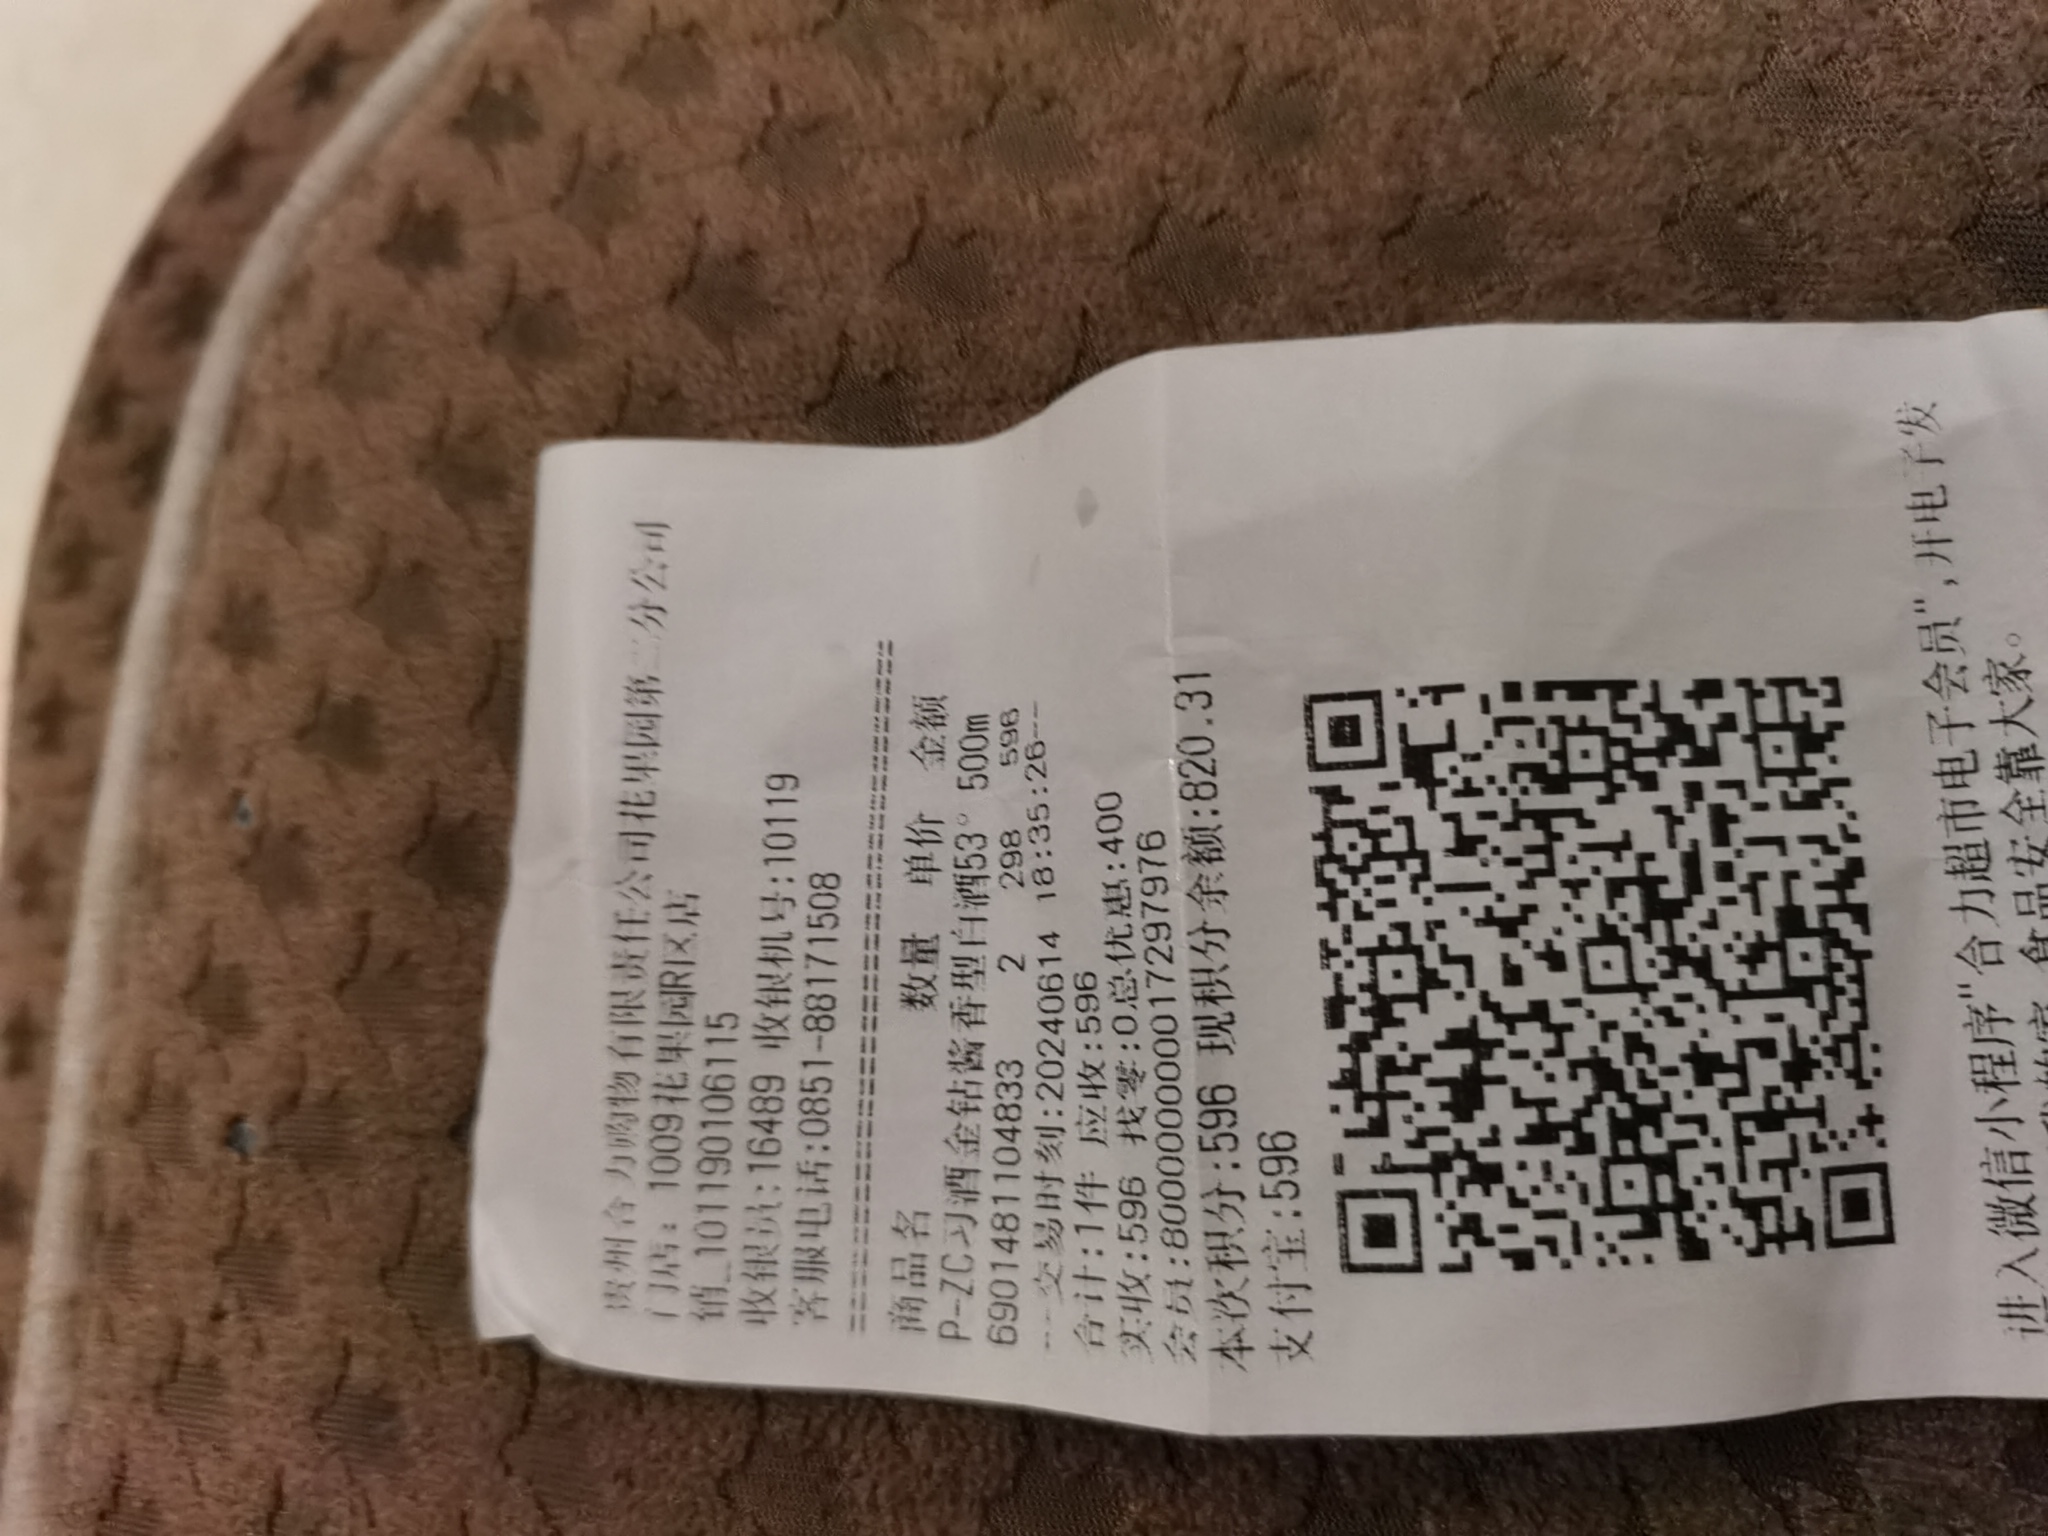 贵州合力购物有限责任公司花果园第二分公司
门店：1009花果园R1区店
销_101190106115
收银员:16489 收银机号:10119
客服电话:0851-88171508
商品名 数量 单价 金额
P-ZC习酒金钻酱香型白酒53° 500m
6901481104833 2 298 596
---交易时刻:20240614 18:35:26--
合计:1件 应收:596
实收:596 找零:0总优惠:400
会员:8000000001729797​6
本次积分:596 现积分余额:820.31
支付宝:596
进入微信小程序"合力超市电子会员",开电子发
食品安全靠大家。